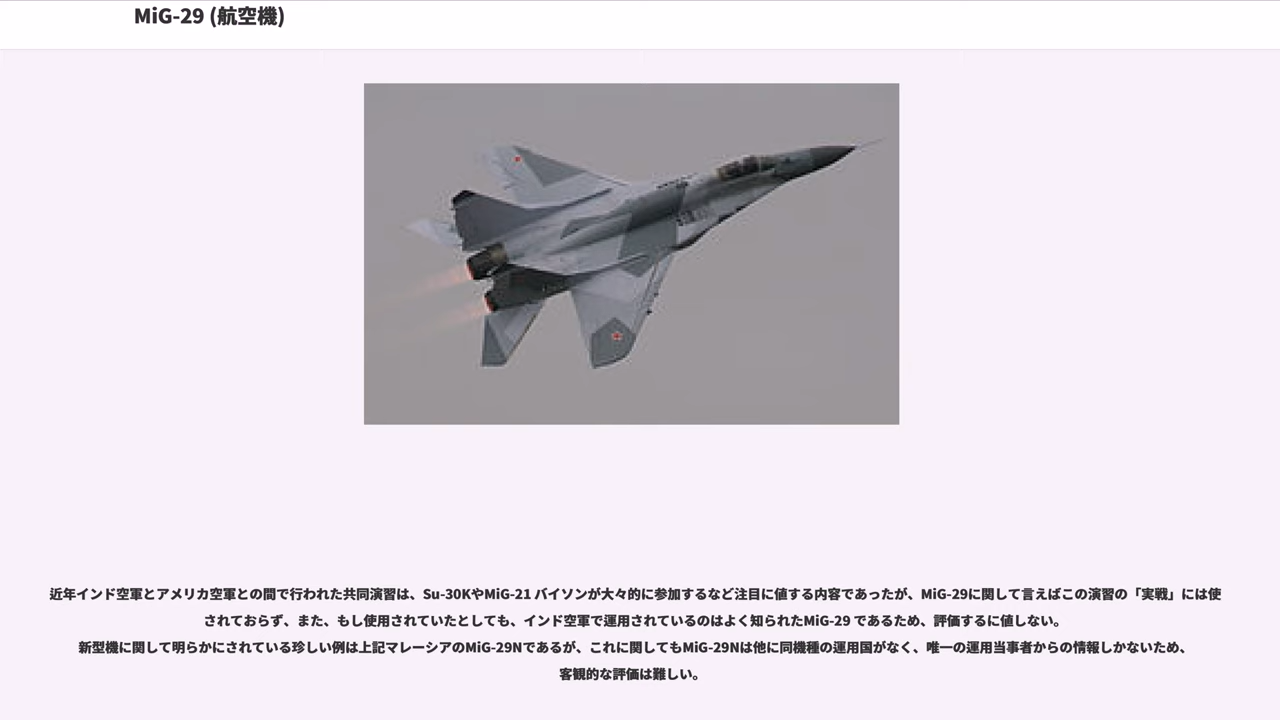 MiG-29 (航空機)
近年インド空軍とアメリカ空軍との間で行われた共同演習は、Su-30KやMiG-21 バイソンが大々的に参加するなど注目に値する内容であったが、MiG-29に関して言えばこの演習の「実戦」には使
されておらず、また、もし使用されていたとしても、インド空軍で運用されているのはよく知られたMiG-29 であるため、評価するに値しない。
新型機に関して明らかにされている珍しい例は上記マレーシアのMiG-29Nであるが、これに関してもMiG-29Nは他に同機種の運用国がなく、唯一の運用当事者からの情報しかないため、
客観的な評価は難しい。